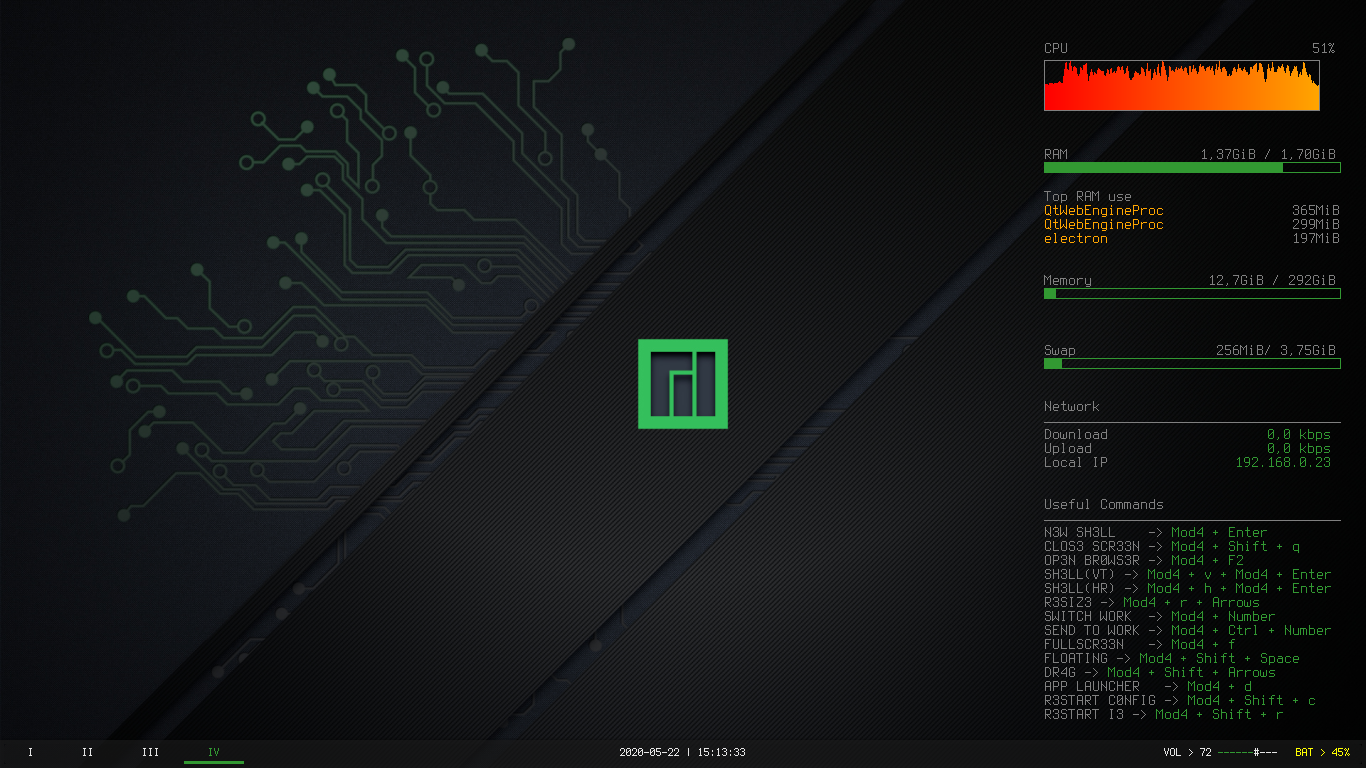 CPU 51%
RAM 1,37GiB / 1,70GiB
Top RAM use
QtWebEngineProc 365MiB
QtWebEngineProc 299MiB
electron 197MiB
Memory 12,7GiB / 292GiB
Swap 256MiB/ 3,75GiB
Network
Download 0,0 kbps
Upload 0,0 kbps
Local IP 192.168.0.23
Useful Commands
N3W SH3LL -> Mod4 + Enter
CLOS3 SCR33N -> Mod4 + Shift + q
OP3N BR0WS3R -> Mod4 + F2
SH3LL(VT) -> Mod4 + v + Mod4 + Enter
SH3LL(HR) -> Mod4 + h + Mod4 + Enter
R3SIZ3 -> Mod4 + r + Arrows
SWITCH WORK -> Mod4 + Number
SEND TO WORK -> Mod4 + Ctrl + Number
FULLSCR33N -> Mod4 + f
FLOATING -> Mod4 + Shift + Space
DR4G -> Mod4 + Shift + Arrows
APP LAUNCHER -> Mod4 + d
R3START C0NFIG -> Mod4 + Shift + c
R3START I3 -> Mod4 + Shift + r
I II III IV 2020-05-22 | 15:13:33 VOL > 72 ------#--- BAT > 45%